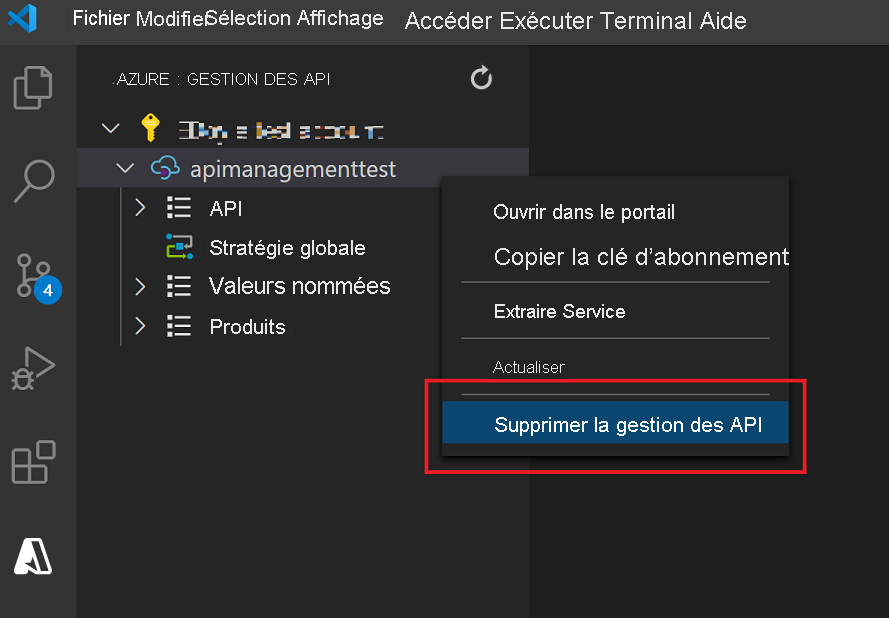 Fichier Modifier Sélection Affichage Accéder Exécuter Terminal Aide
AZURE : GESTION DES API
apimanagementtest
API
Stratégie globale
Valeurs nommées
Produits
4
Ouvrir dans le portail
Copier la clé d’abonnement
Extraire Service
Actualiser
Supprimer la gestion des API